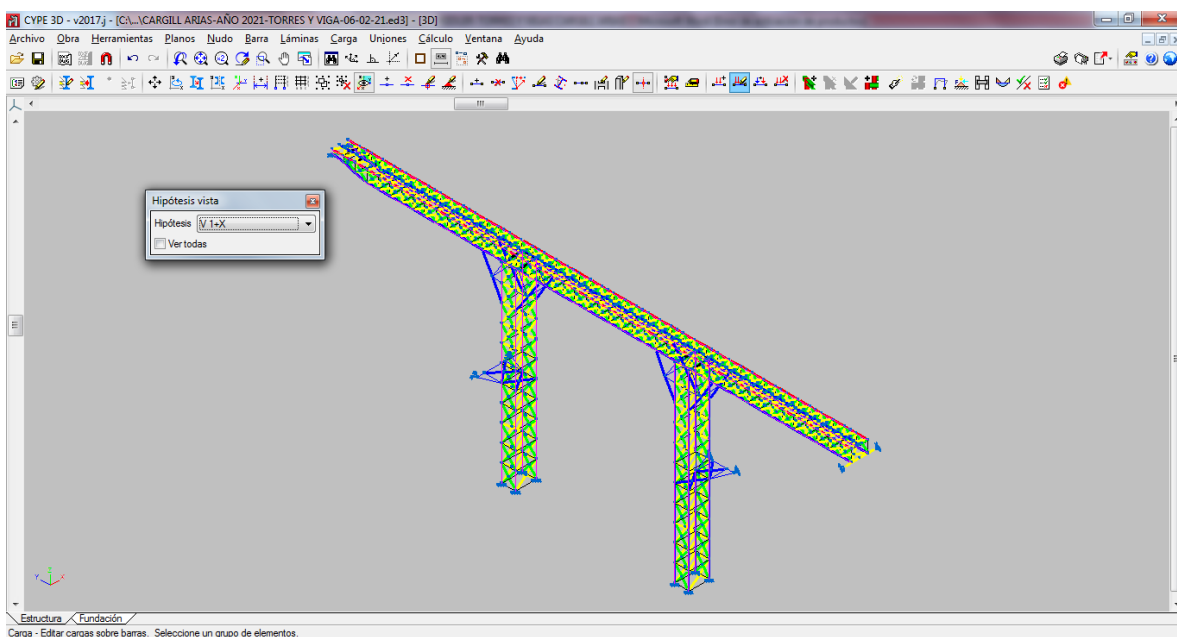 CYPE 3D - v2017.j - [C:\...\CARGILL ARIAS-AÑO 2021-TORRES Y VIGA-06-02-21.ed3] - [3D]
Archivo Obra Herramientas Planos Nudo Barra Láminas Carga Uniones Cálculo Ventana Ayuda
Hipótesis vista
Hipótesis V 1+X
Ver todas
Z
Y X
Estructura Fundación
Carga - Editar cargas sobre barras. Seleccione un grupo de elementos.